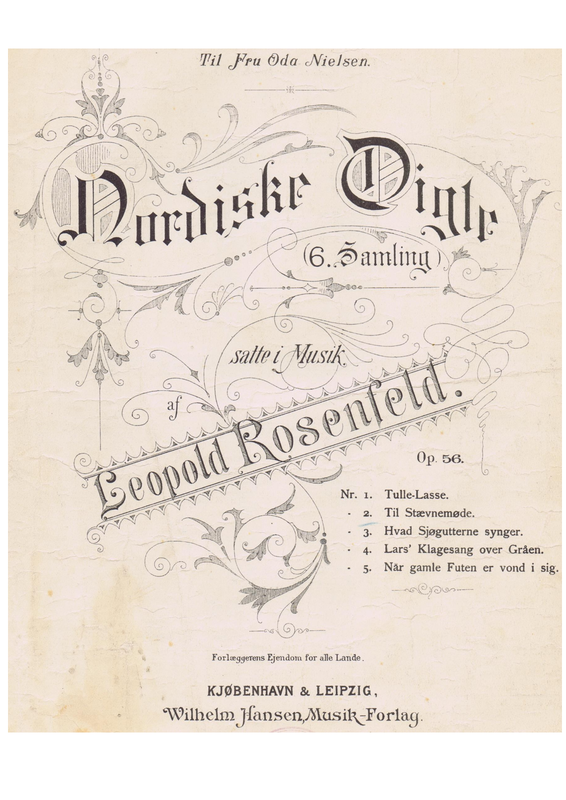 Til Fru Oda Nielsen.
Nordiske Digte
(6. Samling)
satte i Musik
af
Leopold Rosenfeld.
Op. 56.
Nr. 1. Tulle-Lasse.
- 2. Til Stævnemøde.
- 3. Hvad Sjøgutterne synger.
- 4. Lars' Klagesang over Gråen.
- 5. Når gamle Futen er vond i sig.
Forlæggerens Ejendom for alle Lande.
KJØBENHAVN & LEIPZIG,
Wilhelm Hansen, Musik-Forlag.